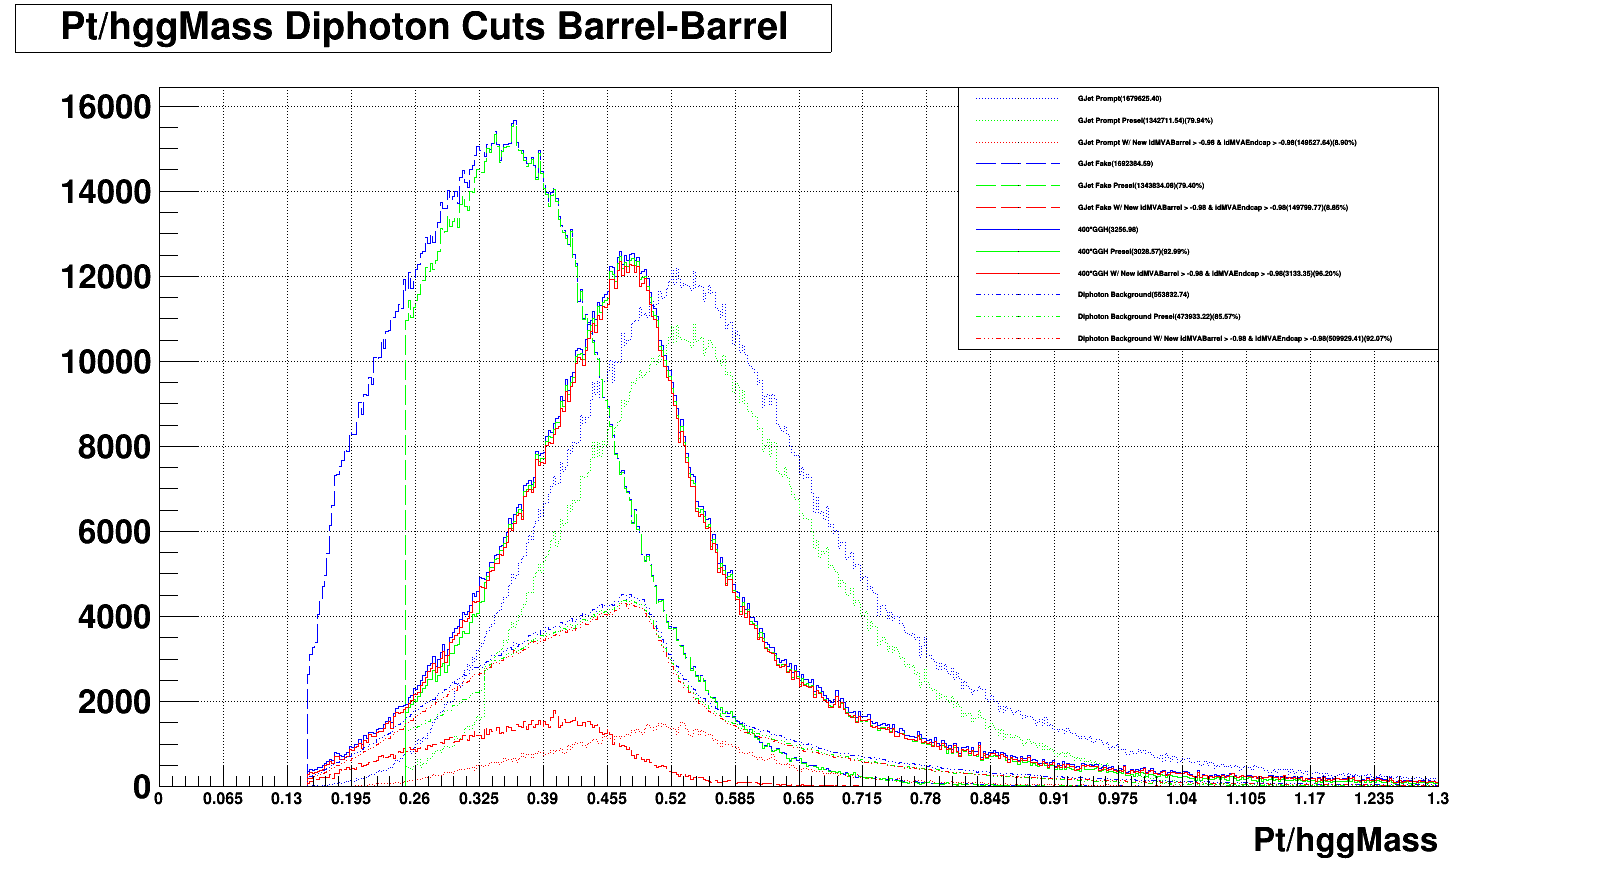 Pt/hggMass Diphoton Cuts Barrel-Barrel
16000
14000
12000
10000
8000
6000
4000
2000
0
GJet Prompt(1679625.40)
GJet Prompt Presel(1342711.54)(79.94%)
GJet Prompt W/ New IdMVABarrel > -0.98 & IdMVAEndcap > -0.98(149527.64)(8.90%)
GJet Fake(1692384.59)
GJet Fake Presel(1343834.08)(79.40%)
GJet Fake W/ New IdMVABarrel > -0.98 & IdMVAEndcap > -0.98(149799.77)(8.85%)
400*GGH(3256.98)
400*GGH Presel(3028.57)(92.99%)
400*GGH W/ New IdMVABarrel > -0.98 & IdMVAEndcap > -0.98(3133.35)(96.20%)
Diphoton Background(553832.74)
Diphoton Background Presel(473933.22)(85.57%)
Diphoton Background W/ New IdMVABarrel > -0.98 & IdMVAEndcap > -0.98(509929.41)(92.07%)
0 0.065 0.13 0.195 0.26 0.325 0.39 0.455 0.52 0.585 0.65 0.715 0.78 0.845 0.91 0.975 1.04 1.105 1.17 1.235 1.3
Pt/hggMass